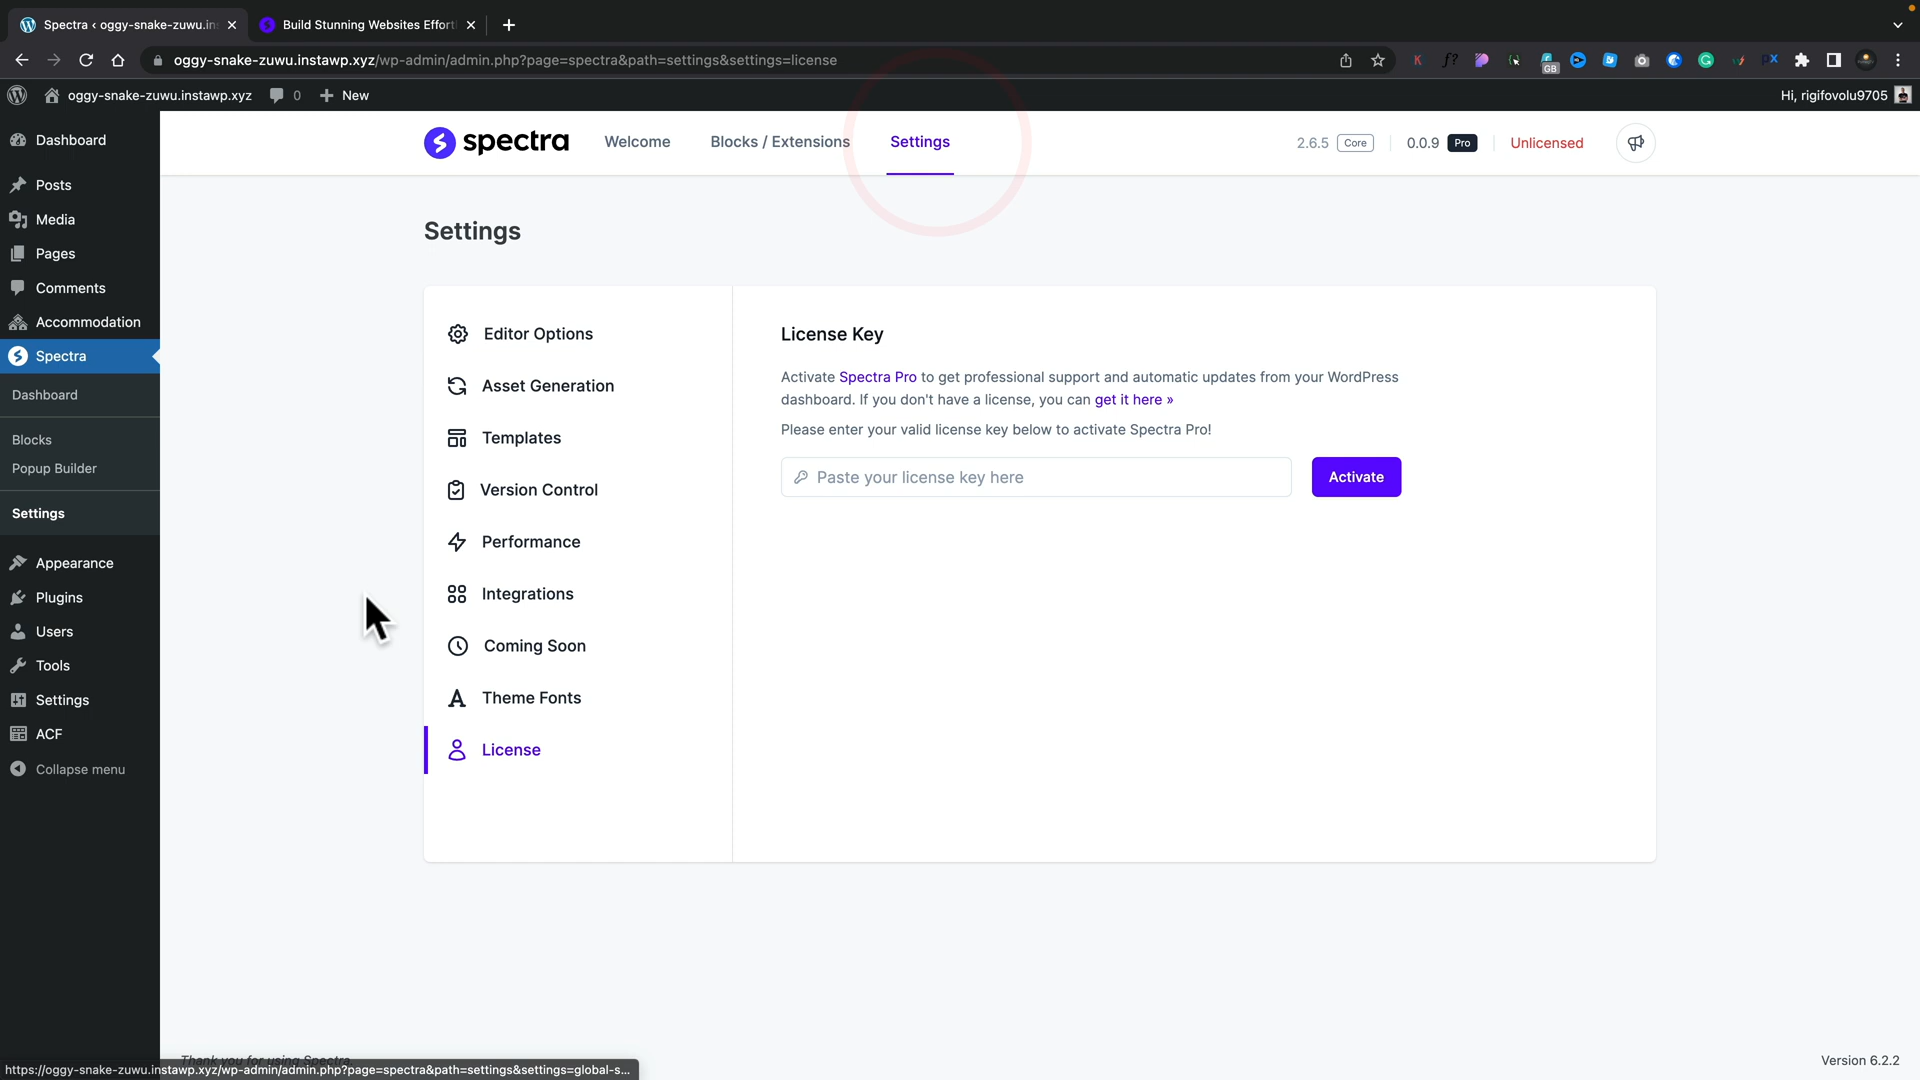 Spectra ‹ oggy-snake-zuwu.in
Build Stunning Websites Effort
oggy-snake-zuwu.instawp.xyz/wp-admin/admin.php?page=spectra&path=settings&settings=license
GB
oggy-snake-zuwu.instawp.xyz
0
New
Hi, rigifovolu9705
Dashboard
Posts
Media
Pages
Comments
Accommodation
Spectra
Dashboard
Blocks
Popup Builder
Settings
Appearance
Plugins
Users
Tools
Settings
ACF
Collapse menu
spectra
Welcome
Blocks / Extensions
Settings
2.6.5 Core
0.0.9 Pro
Unlicensed
Settings
Editor Options
Asset Generation
Templates
Version Control
Performance
Integrations
Coming Soon
Theme Fonts
License
License Key
Activate Spectra Pro to get professional support and automatic updates from your WordPress
dashboard. If you don't have a license, you can get it here »
Please enter your valid license key below to activate Spectra Pro!
Paste your license key here
Activate
Thank you for using Spectra.
Version 6.2.2
https://oggy-snake-zuwu.instawp.xyz/wp-admin/admin.php?page=spectra&path=settings&settings=global-s...